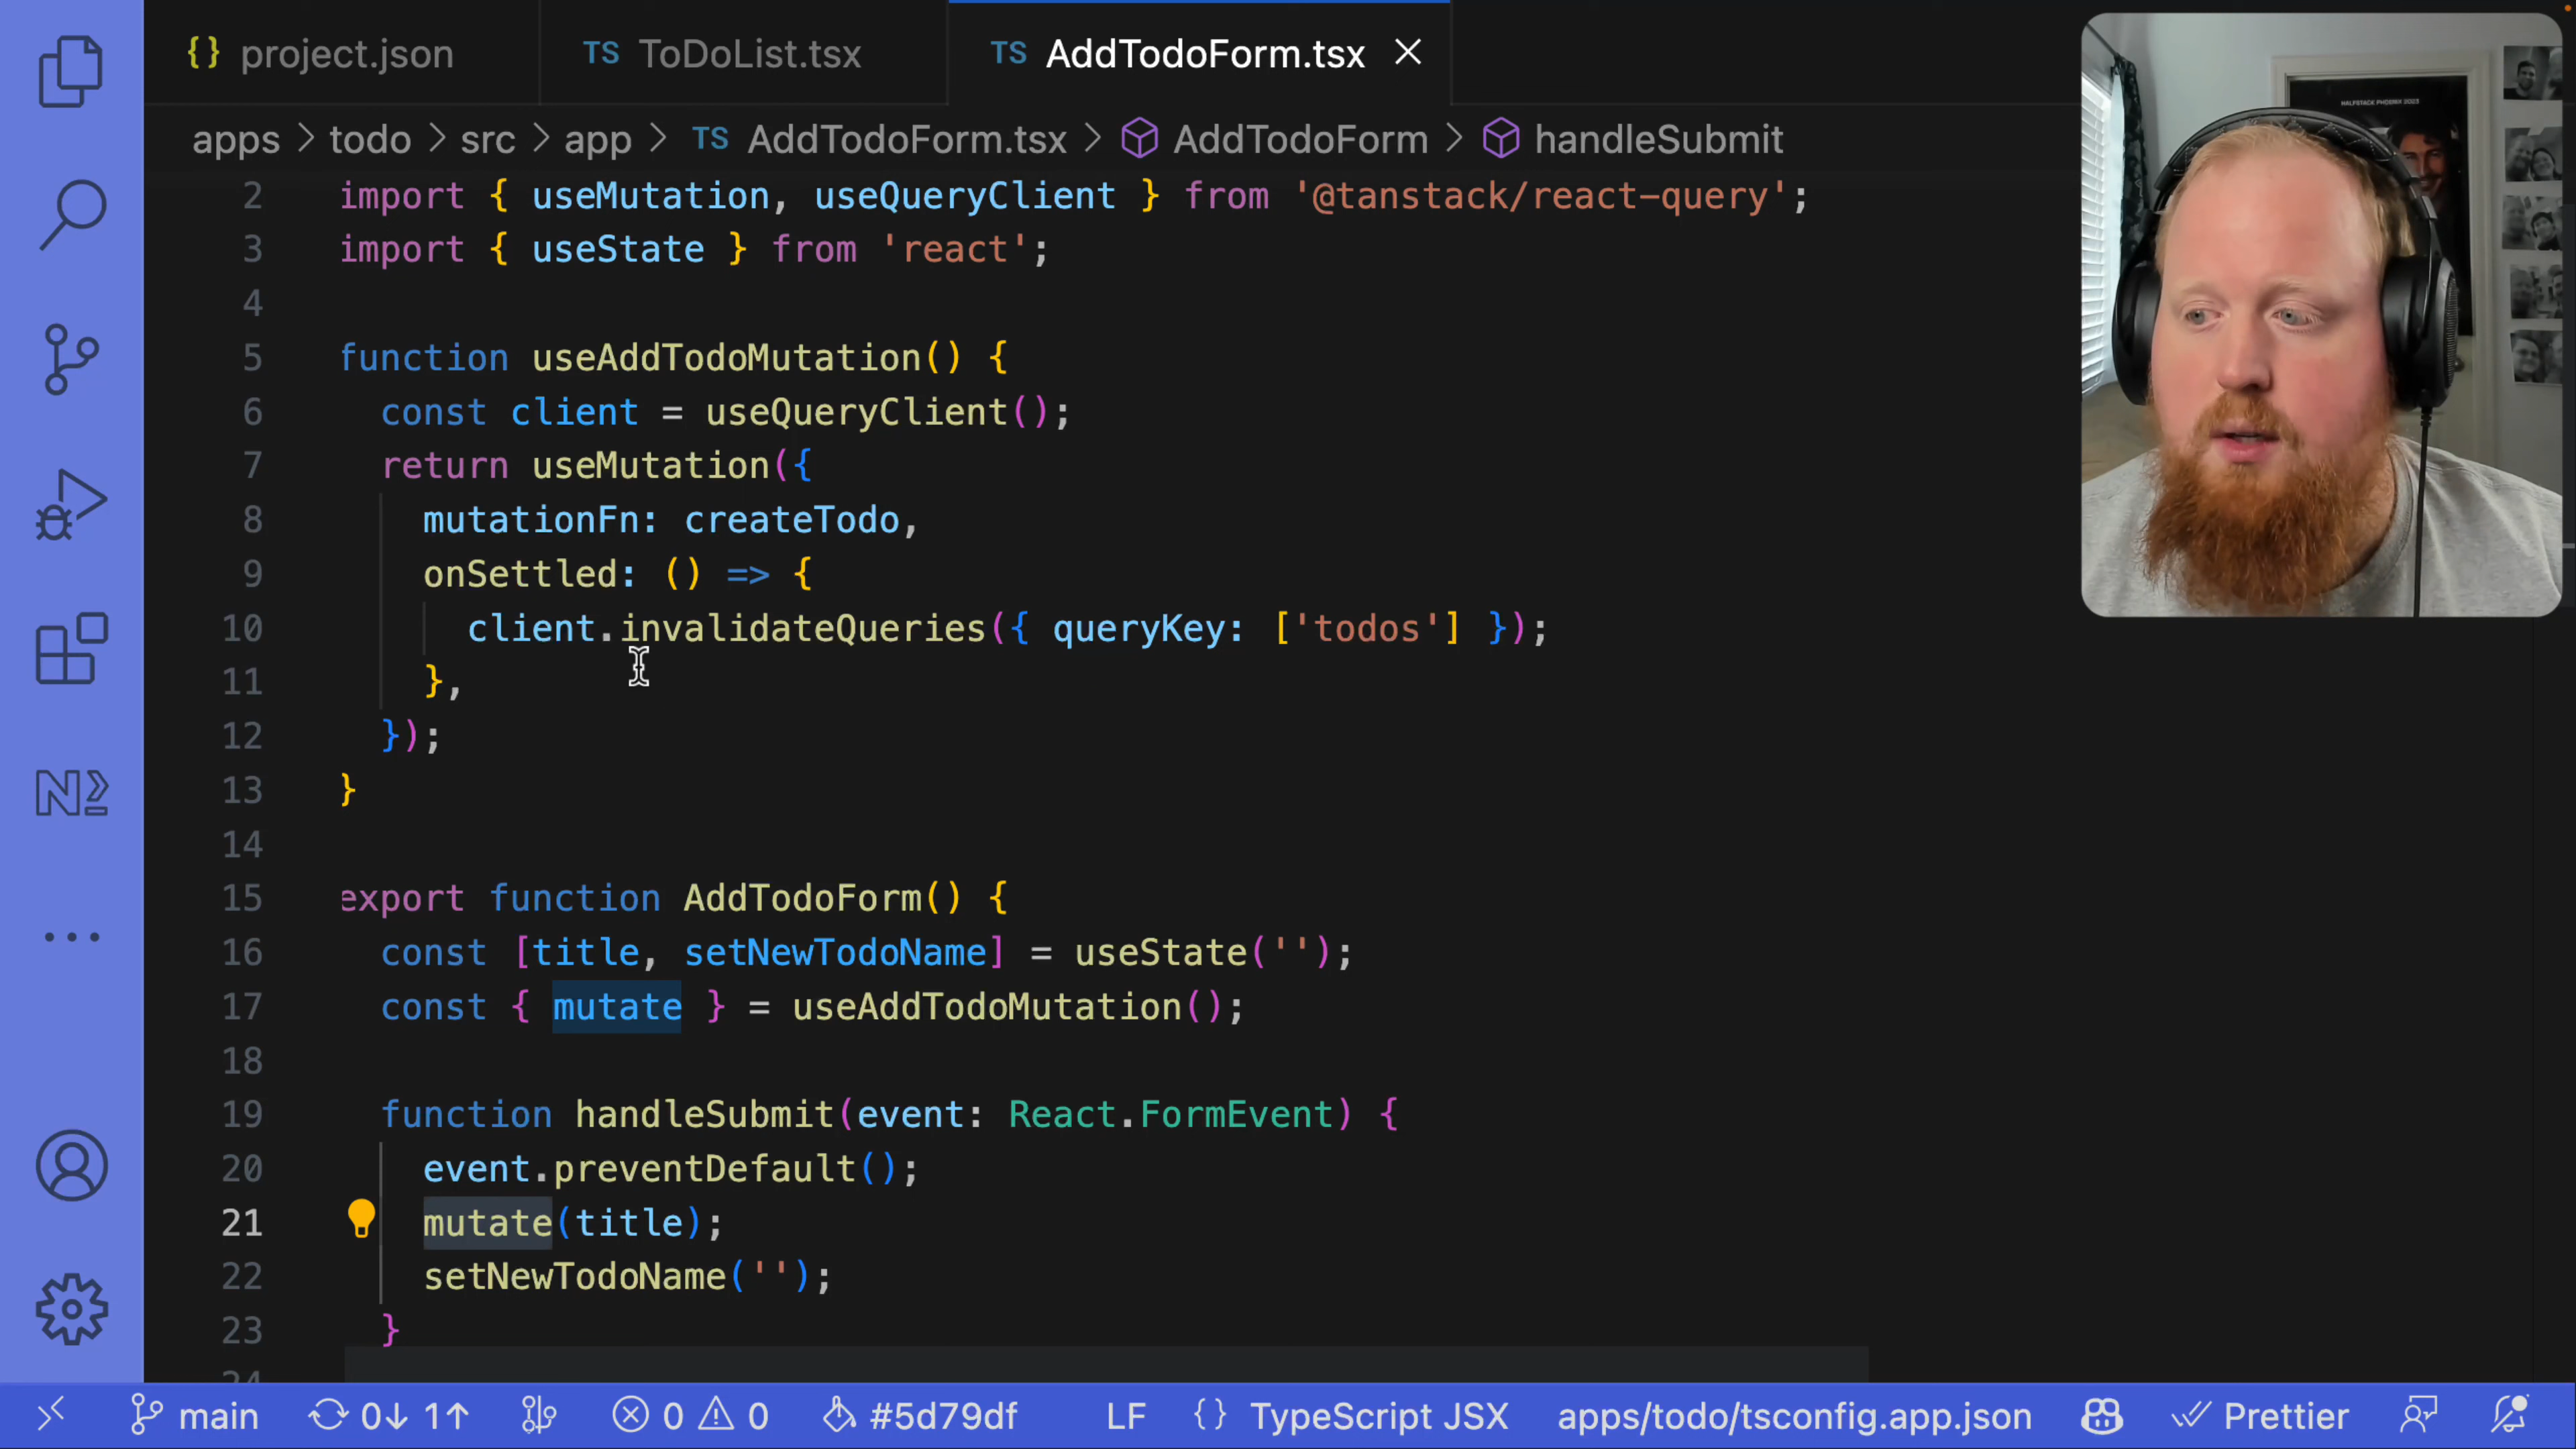 {} project.json TS ToDoList.tsx TS AddTodoForm.tsx
apps > todo > src > app > TS AddTodoForm.tsx > AddTodoForm > handleSubmit
HALFSTACK PHOENIX 2023
2 import { useMutation, useQueryClient } from '@tanstack/react-query';
3 import { useState } from 'react';
4
5 function useAddTodoMutation() {
6 const client = useQueryClient();
7 return useMutation({
8 mutationFn: createTodo,
9 onSettled: () => {
10 client.invalidateQueries({ queryKey: ['todos'] });
11 },
12 });
13 }
14
15 export function AddTodoForm() {
16 const [title, setNewTodoName] = useState('');
17 const { mutate } = useAddTodoMutation();
18
19 function handleSubmit(event: React.FormEvent) {
20 event.preventDefault();
21 mutate(title);
22 setNewTodoName('');
23 }
24
main 0↓ 1↑ 0 0 #5d79df LF {} TypeScript JSX apps/todo/tsconfig.app.json Prettier